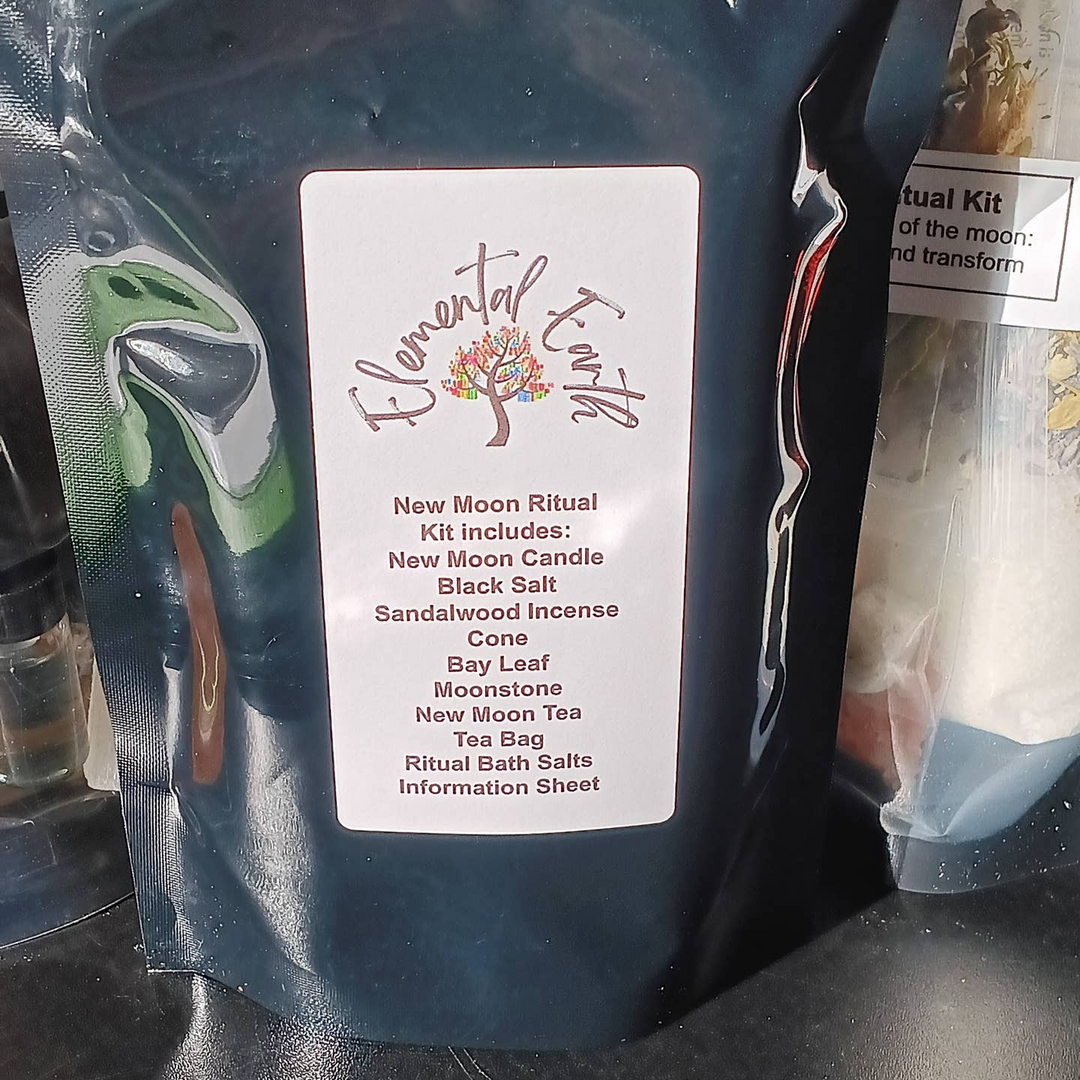 Elemental Earth
New Moon Ritual
Kit includes:
New Moon Candle
Black Salt
Sandalwood Incense
Cone
Bay Leaf
Moonstone
New Moon Tea
Tea Bag
Ritual Bath Salts
Information Sheet
tual Kit
of the moon:
nd transform